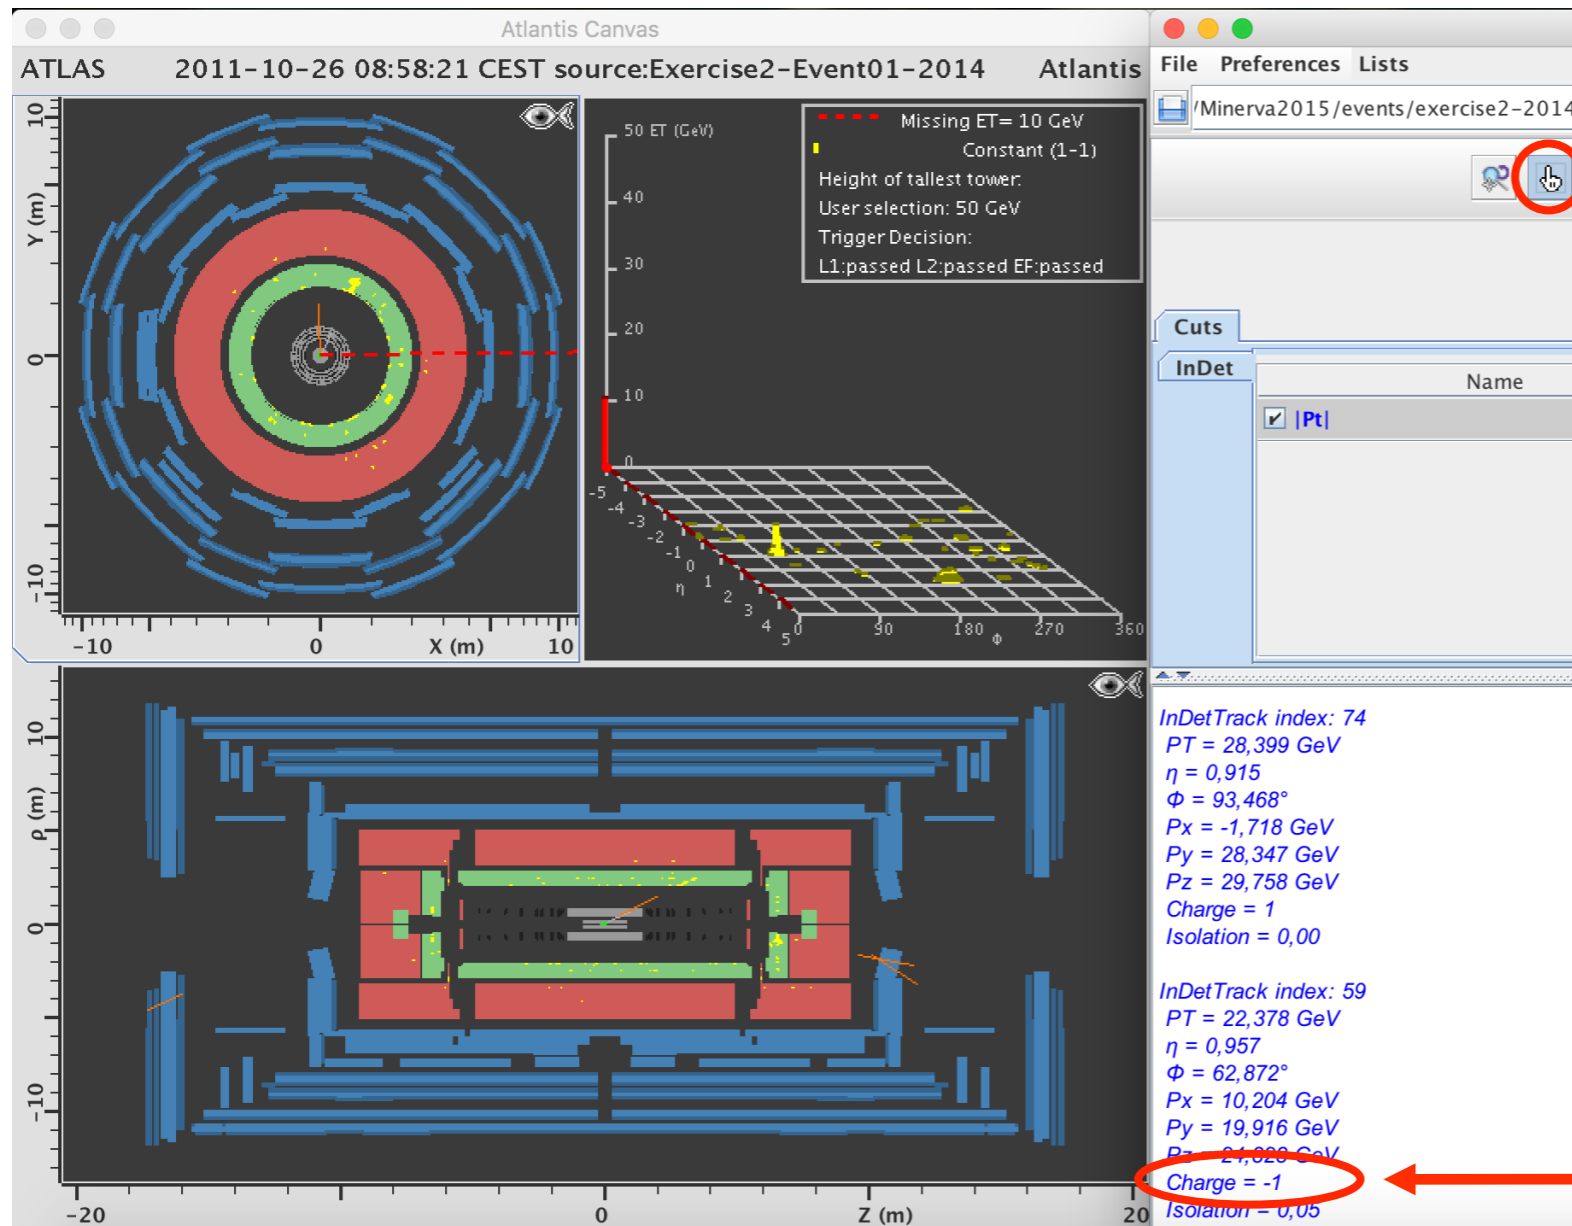 Atlantis Canvas
ATLAS 2011-10-26 08:58:21 CEST source:Exercise2-Event01-2014 Atlantis
File Preferences Lists
/Minerva2015/events/exercise2-2014
Cuts
InDet
Name
|Pt|
10
0
-10
Y (m)
-10 0 X (m) 10
50 ET (GeV)
40
30
20
10
0
Missing ET= 10 GeV
Constant (1-1)
Height of tallest tower:
User selection: 50 GeV
Trigger Decision:
L1:passed L2:passed EF:passed
-5
-4
-3
-2
-1
0
1
2
3
4
5
η
0 90 180 270 360
Φ
10
0
-10
ρ (m)
-20 0 Z (m) 20
InDetTrack index: 74
PT = 28,399 GeV
η = 0,915
Φ = 93,468°
Px = -1,718 GeV
Py = 28,347 GeV
Pz = 29,758 GeV
Charge = 1
Isolation = 0,00
InDetTrack index: 59
PT = 22,378 GeV
η = 0,957
Φ = 62,872°
Px = 10,204 GeV
Py = 19,916 GeV
Pz = GeV
Charge = -1
Isolation = 0,05